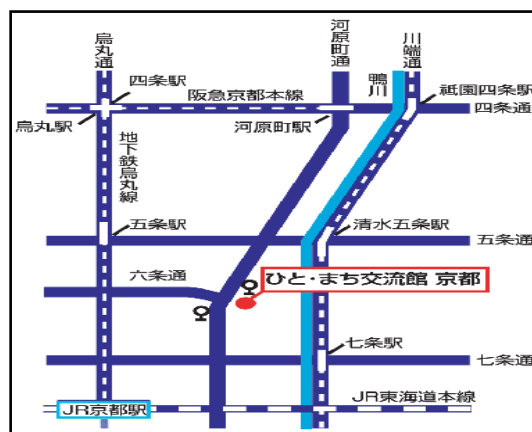 烏丸通
河原町通
川端通
鴨川
四条駅
阪急京都本線
祗園四条駅
四条通
烏丸駅
河原町駅
地下鉄烏丸線
五条駅
清水五条駅
五条通
六条通
ひと・まち交流館 京都
七条駅
七条通
JR京都駅
JR東海道本線